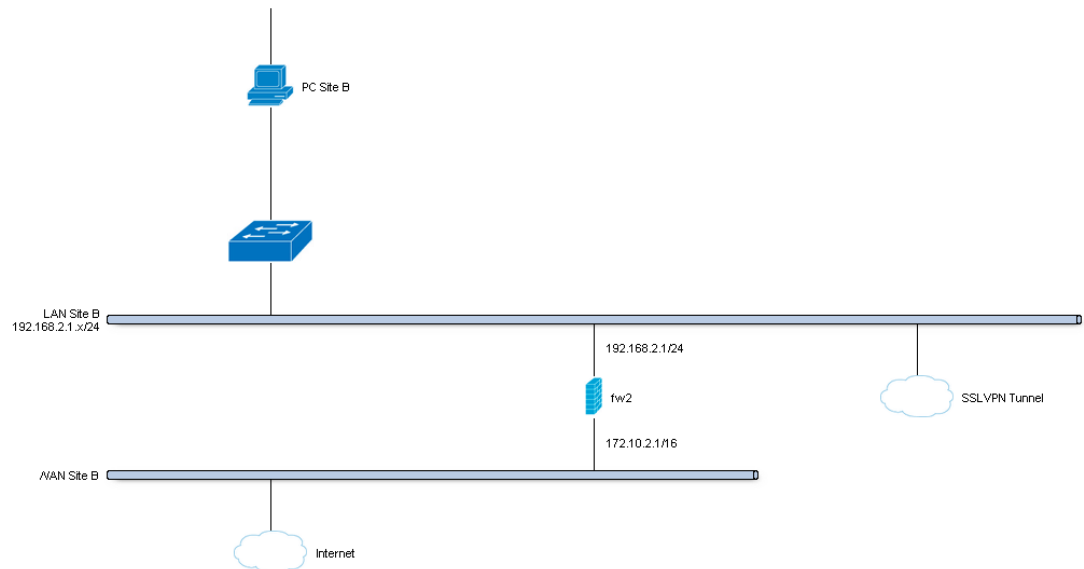 PC Site B
LAN Site B
192.168.2.1.x/24
192.168.2.1/24
fw2
SSLVPN Tunnel
172.10.2.1/16
WAN Site B
Internet